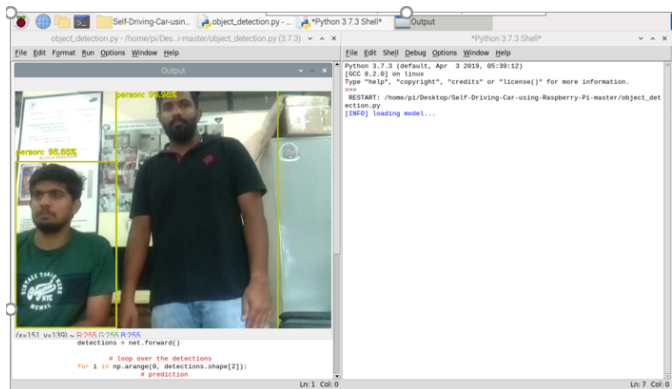 Self-Driving-Car-usin...
object_detection.py - ...
*Python 3.7.3 Shell*
Output
object_detection.py - /home/pi/Des...i-master/object_detection.py (3.7.3)
File Edit Format Run Options Window Help
Output
person: 99.96%
person: 98.86%
NYC
(x=151, y=139) ~ R:255 G:255 B:255
detections = net.forward()
# loop over the detections
for i in np.arange(0, detections.shape[2]):
# prediction
Ln: 1 Col: 0
*Python 3.7.3 Shell*
File Edit Shell Debug Options Window Help
Python 3.7.3 (default, Apr  3 2019, 05:39:12)
[GCC 8.2.0] on linux
Type "help", "copyright", "credits" or "license()" for more information.
>>>
RESTART: /home/pi/Desktop/Self-Driving-Car-using-Raspberry-Pi-master/object_det
ection.py
[INFO] loading model...
Ln: 7 Col: 0